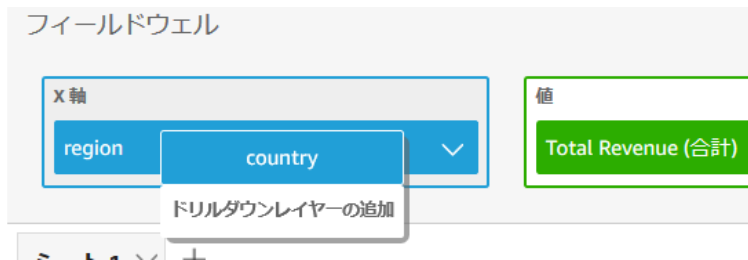 フィールドウェル
X 軸
値
region
country
Total Revenue (合計)
ドリルダウンレイヤーの追加